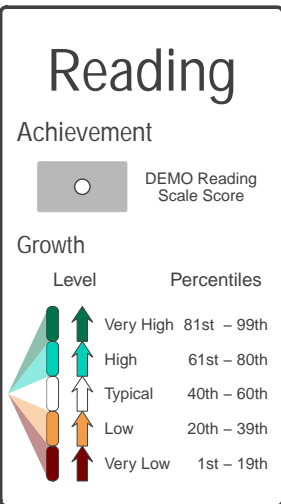 Reading
Achievement
DEMO Reading
Scale Score
Growth
Level Percentiles
Very High 81st – 99th
High 61st – 80th
Typical 40th – 60th
Low 20th – 39th
Very Low 1st – 19th